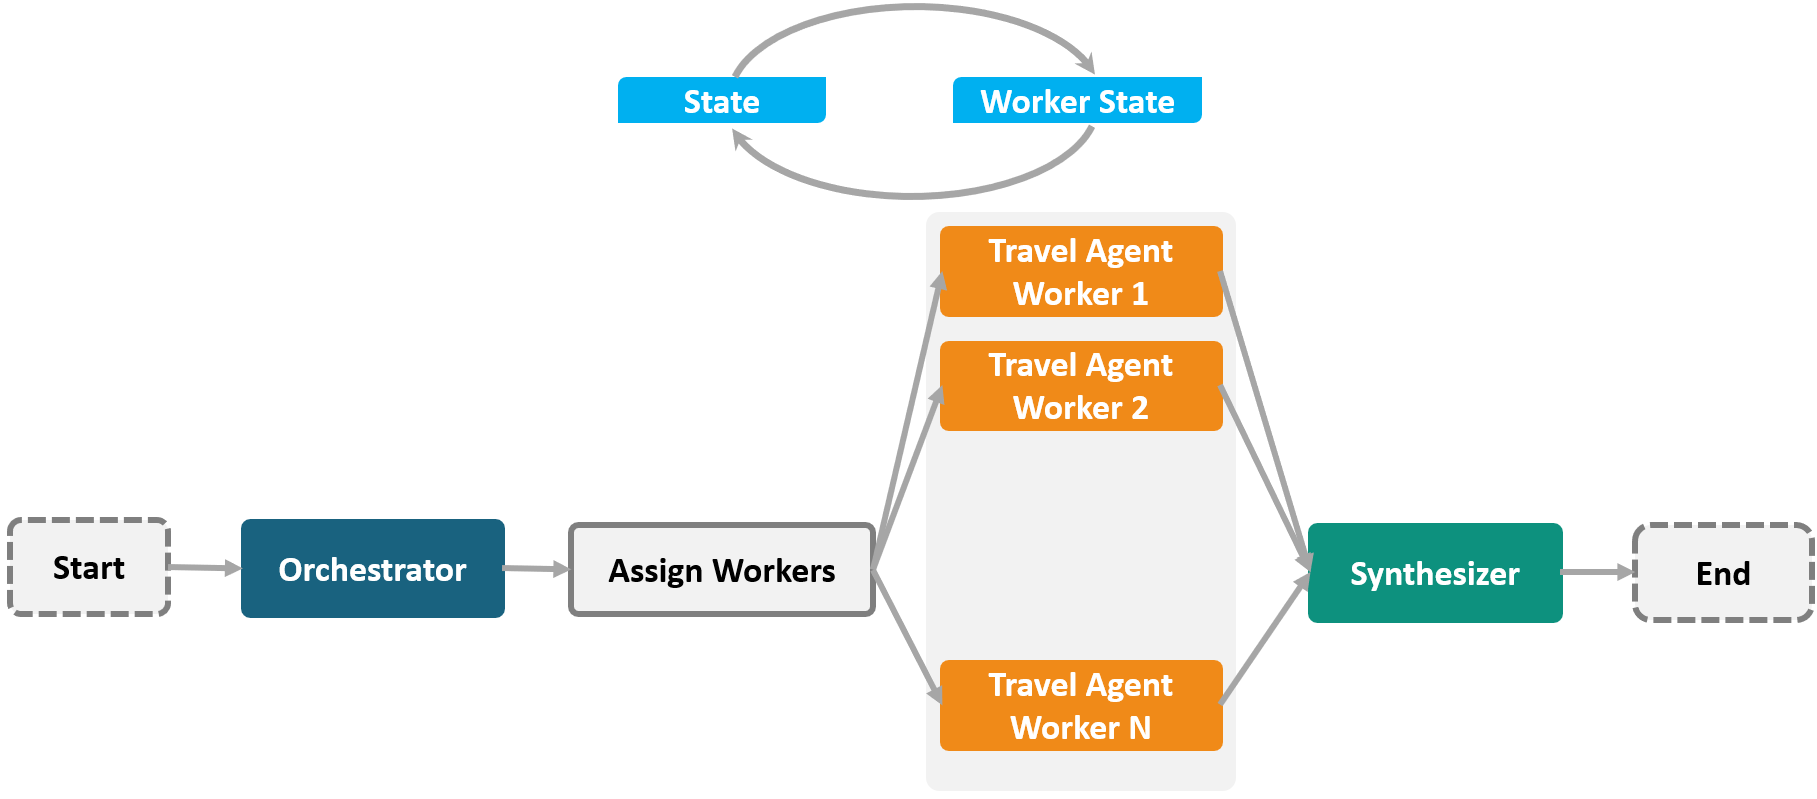 State
Worker State
Travel Agent
Worker 1
Travel Agent
Worker 2
Start
Orchestrator
Assign Workers
Synthesizer
End
Travel Agent
Worker N